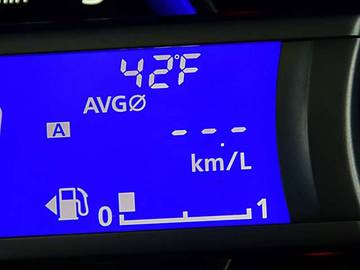 42°F
AVGØ
A
---
km/L
0 1